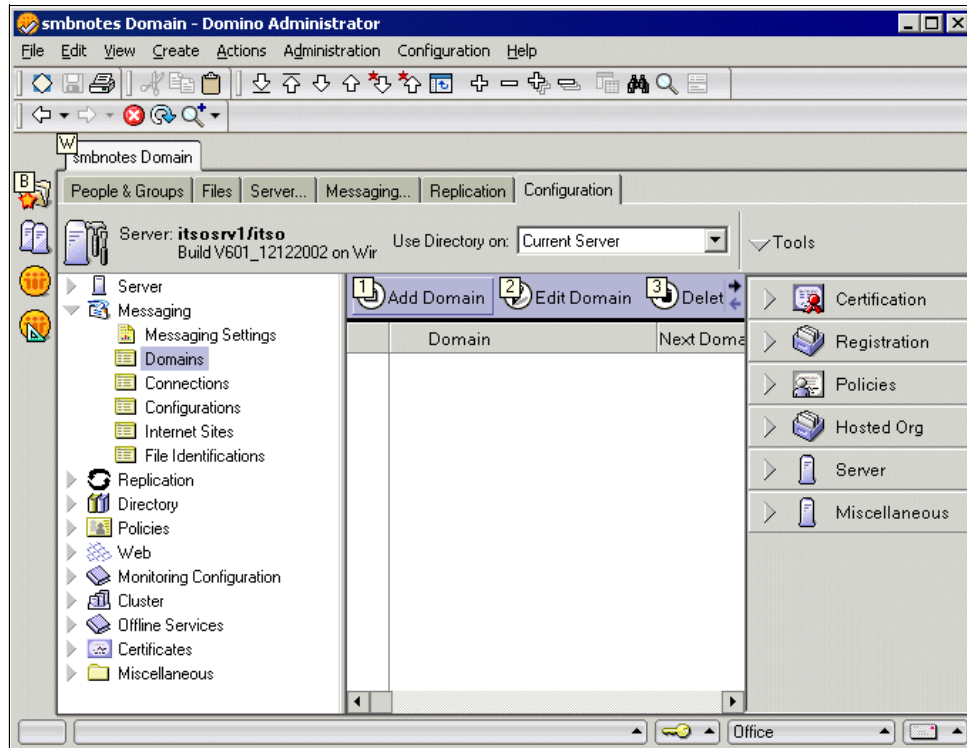 smbnotes Domain - Domino Administrator
File Edit View Create Actions Administration Configuration Help
W
smbnotes Domain
B
People & Groups Files Server... Messaging... Replication Configuration
Server: itsosrv1/itso
Build V601_12122002 on Wir
Use Directory on: Current Server
Tools
Server
Messaging
Messaging Settings
Domains
Connections
Configurations
Internet Sites
File Identifications
Replication
Directory
Policies
Web
Monitoring Configuration
Cluster
Offline Services
Certificates
Miscellaneous
1 Add Domain 2 Edit Domain 3 Delet
Domain Next Doma
Certification
Registration
Policies
Hosted Org
Server
Miscellaneous
Office